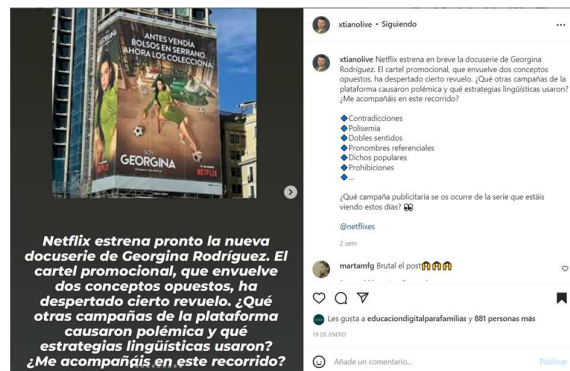 ANTES VENDÍA
BOLSOS EN SERRANO.
AHORA LOS COLECCIONA.
SOY
GEORGINA
NETFLIX
Netflix estrena pronto la nueva
docuserie de Georgina Rodríguez. El
cartel promocional, que envuelve
dos conceptos opuestos, ha
despertado cierto revuelo. ¿Qué
otras campañas de la plataforma
causaron polémica y qué
estrategias lingüísticas usaron?
¿Me acompañáis en este recorrido?
xtianolive • Siguiendo
xtianolive Netflix estrena en breve la docuserie de Georgina
Rodríguez. El cartel promocional, que envuelve dos conceptos
opuestos, ha despertado cierto revuelo. ¿Qué otras campañas de la
plataforma causaron polémica y qué estrategias lingüísticas usaron?
¿Me acompañáis en este recorrido?
Contradicciones
Polisemia
Dobles sentidos
Pronombres referenciales
Dichos populares
Prohibiciones
...
¿Qué campaña publicitaria se os ocurre de la serie que estáis
viendo estos días?
@netflixes
2 sem
martamfg Brutal el post
Les gusta a educaciondigitalparafamilias y 881 personas más
19 DE ENERO
Añade un comentario...
Publicar